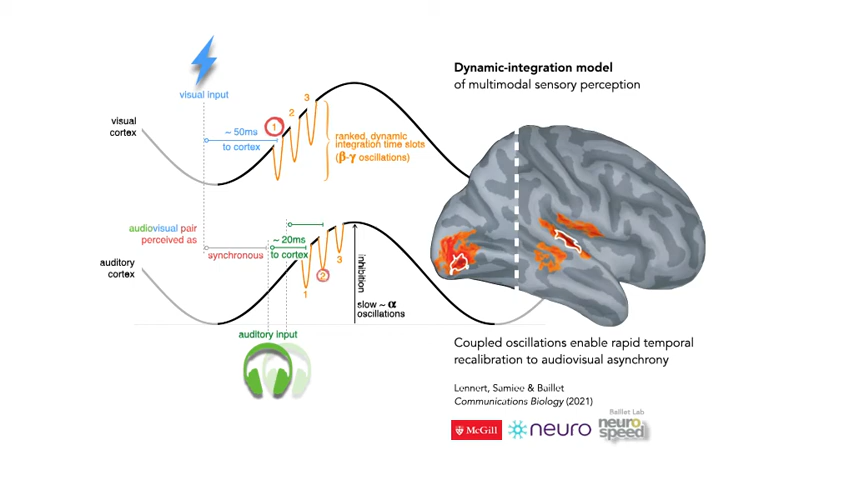 Dynamic-integration model
of multimodal sensory perception
visual input
visual
cortex
~ 50ms
to cortex
1
2
3
ranked, dynamic
integration time slots
(β-γ oscillations)
audiovisual pair
perceived as
synchronous
~ 20ms
to cortex
auditory
cortex
1
2
3
inhibition
slow ~ α
oscillations
auditory input
Coupled oscillations enable rapid temporal
recalibration to audiovisual asynchrony
Lennert, Samiee & Baillet
Communications Biology (2021)
McGill
neuro
Baillet Lab
neuro
speed